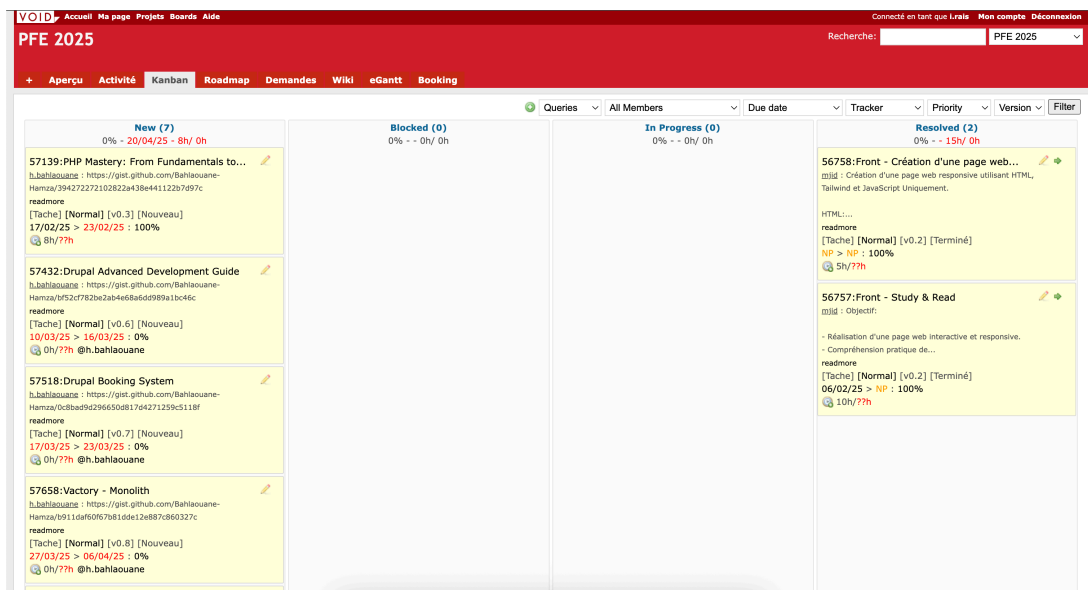 VOID Accueil Ma page Projets Boards Aide
Connecté en tant que i.rais Mon compte Déconnexion
PFE 2025
Recherche:
PFE 2025
+ Aperçu Activité Kanban Roadmap Demandes Wiki eGantt Booking
Queries All Members Due date Tracker Priority Version Filter
New (7)
0% - 20/04/25 - 8h/ 0h
57139:PHP Mastery: From Fundamentals to...
h.bahlaouane : https://gist.github.com/Bahlaouane-
Hamza/394272272102822a438e441122b7d97c
readmore
[Tache] [Normal] [v0.3] [Nouveau]
17/02/25 > 23/02/25 : 100%
8h/??h
57432:Drupal Advanced Development Guide
h.bahlaouane : https://gist.github.com/Bahlaouane-
Hamza/bf52cf782be2ab4e68a6dd989a1bc46c
readmore
[Tache] [Normal] [v0.6] [Nouveau]
10/03/25 > 16/03/25 : 0%
0h/??h @h.bahlaouane
57518:Drupal Booking System
h.bahlaouane : https://gist.github.com/Bahlaouane-
Hamza/0c8bad9d296650d817d4271259c5118f
readmore
[Tache] [Normal] [v0.7] [Nouveau]
17/03/25 > 23/03/25 : 0%
0h/??h @h.bahlaouane
57658:Vactory - Monolith
h.bahlaouane : https://gist.github.com/Bahlaouane-
Hamza/b911daf60f67b81dde12e887c860327c
readmore
[Tache] [Normal] [v0.8] [Nouveau]
27/03/25 > 06/04/25 : 0%
0h/??h @h.bahlaouane
Blocked (0)
0% - - 0h/ 0h
In Progress (0)
0% - - 0h/ 0h
Resolved (2)
0% - - 15h/ 0h
56758:Front - Création d'une page web...
mjid : Création d'une page web responsive utilisant HTML,
Tailwind et JavaScript Uniquement.
HTML:...
readmore
[Tache] [Normal] [v0.2] [Terminé]
NP > NP : 100%
5h/??h
56757:Front - Study & Read
mjid : Objectif:
- Réalisation d'une page web interactive et responsive.
- Compréhension pratique de...
readmore
[Tache] [Normal] [v0.2] [Terminé]
06/02/25 > NP : 100%
10h/??h